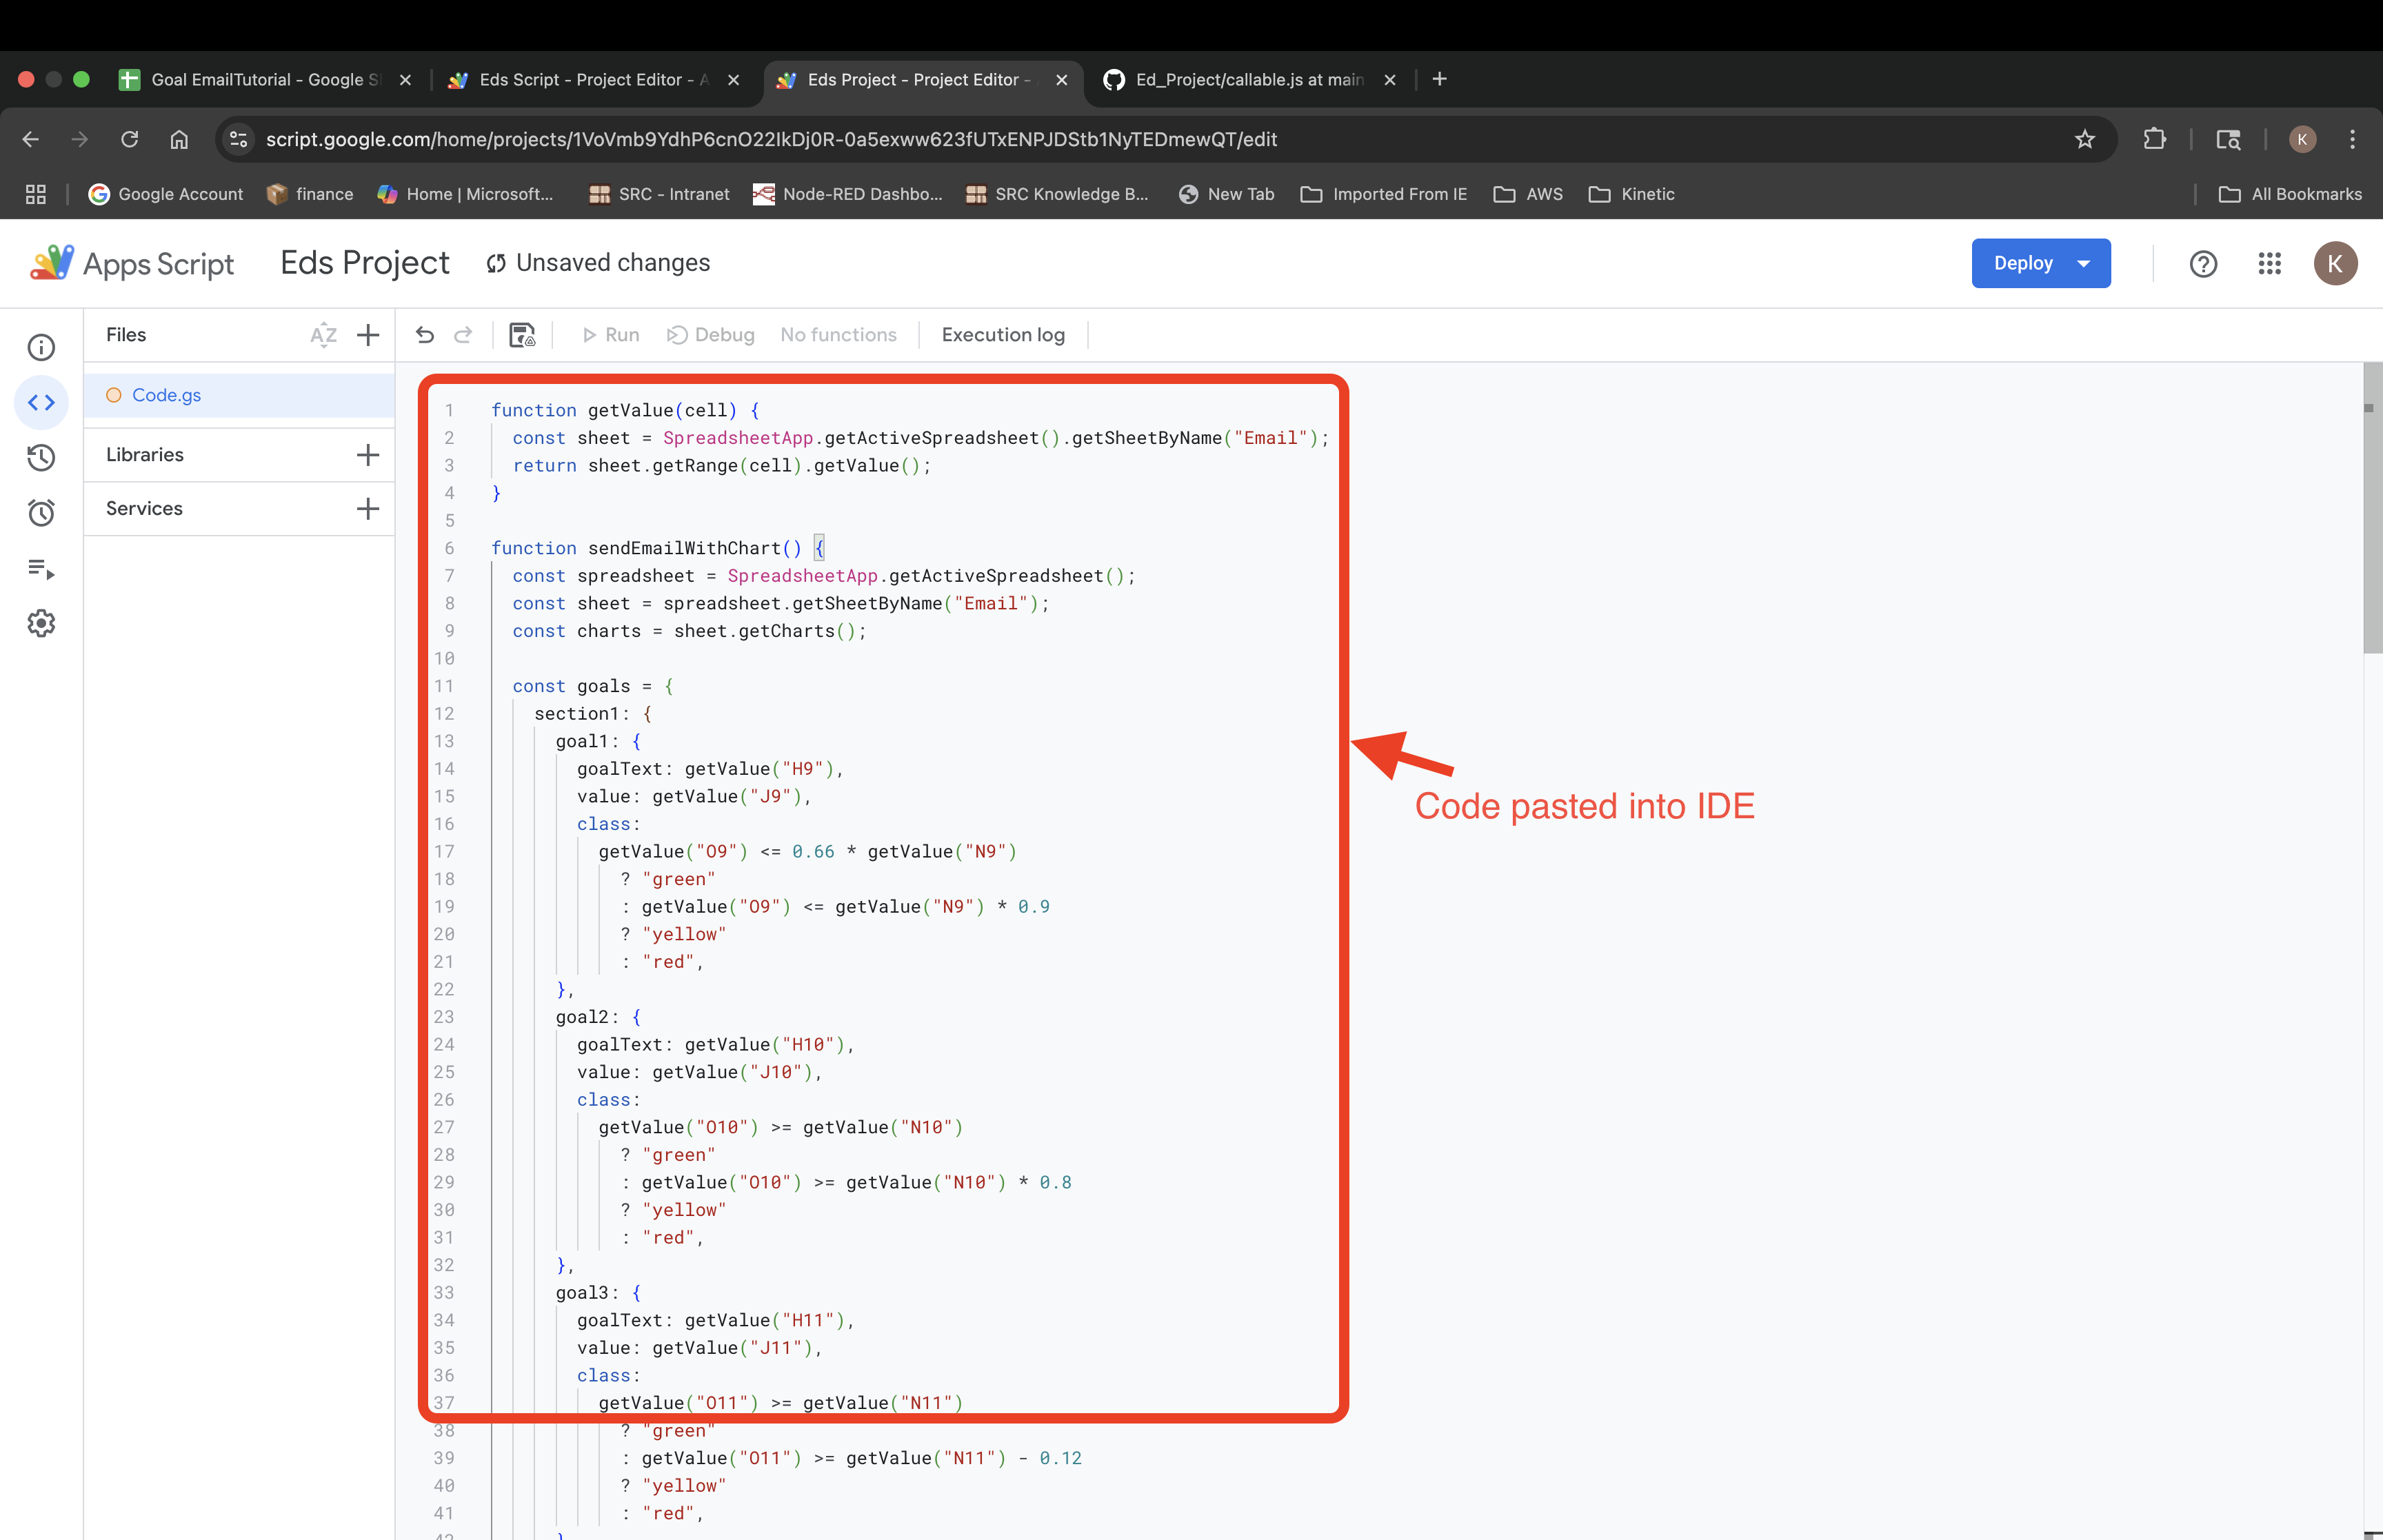 Goal EmailTutorial - Google S
Eds Script - Project Editor - A
Eds Project - Project Editor -
Ed_Project/callable.js at main
script.google.com/home/projects/1VoVmb9YdhP6cnO22IkDj0R-0a5exww623fUTxENPJDStb1NyTEDmewQT/edit
K
Google Account
finance
Home | Microsoft...
SRC - Intranet
Node-RED Dashbo...
SRC Knowledge B...
New Tab
Imported From IE
AWS
Kinetic
All Bookmarks
Apps Script
Eds Project
Unsaved changes
Deploy
K
Files
AZ
Run
Debug
No functions
Execution log
Code.gs
Libraries
Services
1 function getValue(cell) {
2 const sheet = SpreadsheetApp.getActiveSpreadsheet().getSheetByName("Email");
3 return sheet.getRange(cell).getValue();
4 }
5
6 function sendEmailWithChart() {
7 const spreadsheet = SpreadsheetApp.getActiveSpreadsheet();
8 const sheet = spreadsheet.getSheetByName("Email");
9 const charts = sheet.getCharts();
10
11 const goals = {
12 section1: {
13 goal1: {
14 goalText: getValue("H9"),
15 value: getValue("J9"),
16 class:
17 getValue("O9") <= 0.66 * getValue("N9")
18 ? "green"
19 : getValue("O9") <= getValue("N9") * 0.9
20 ? "yellow"
21 : "red",
22 },
23 goal2: {
24 goalText: getValue("H10"),
25 value: getValue("J10"),
26 class:
27 getValue("O10") >= getValue("N10")
28 ? "green"
29 : getValue("O10") >= getValue("N10") * 0.8
30 ? "yellow"
31 : "red",
32 },
33 goal3: {
34 goalText: getValue("H11"),
35 value: getValue("J11"),
36 class:
37 getValue("O11") >= getValue("N11")
38 ? "green"
39 : getValue("O11") >= getValue("N11") - 0.12
40 ? "yellow"
41 : "red",
Code pasted into IDE